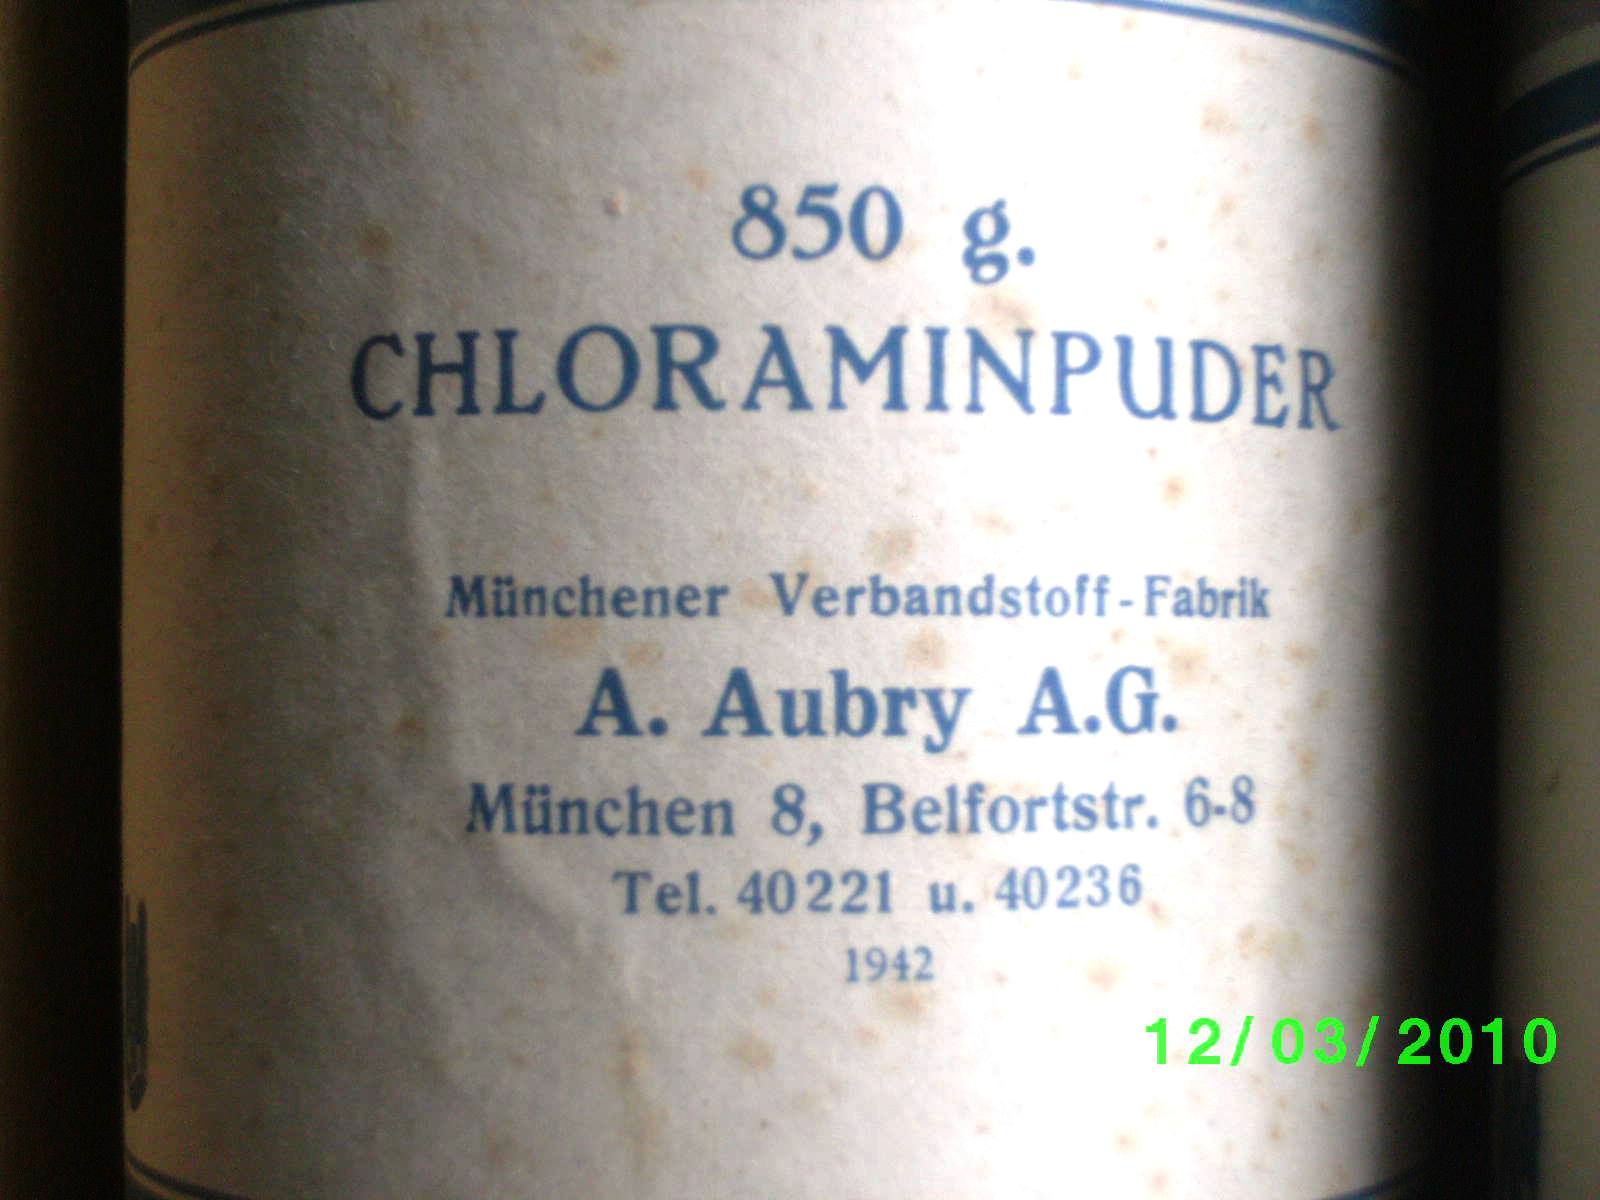 850 g.
CHLORAMINPUDER
Münchener Verbandstoff-Fabrik
A. Aubry A.G.
München 8, Belfortstr. 6-8
Tel. 40221 u. 40236
1942
12/03/2010